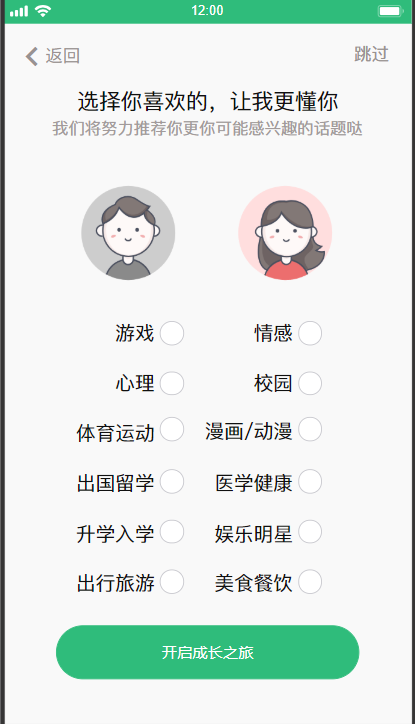 12:00
返回 跳过
选择你喜欢的，让我更懂你
我们将努力推荐你更你可能感兴趣的话题哒
游戏 情感
心理 校园
体育运动 漫画/动漫
出国留学 医学健康
升学入学 娱乐明星
出行旅游 美食餐饮
开启成长之旅